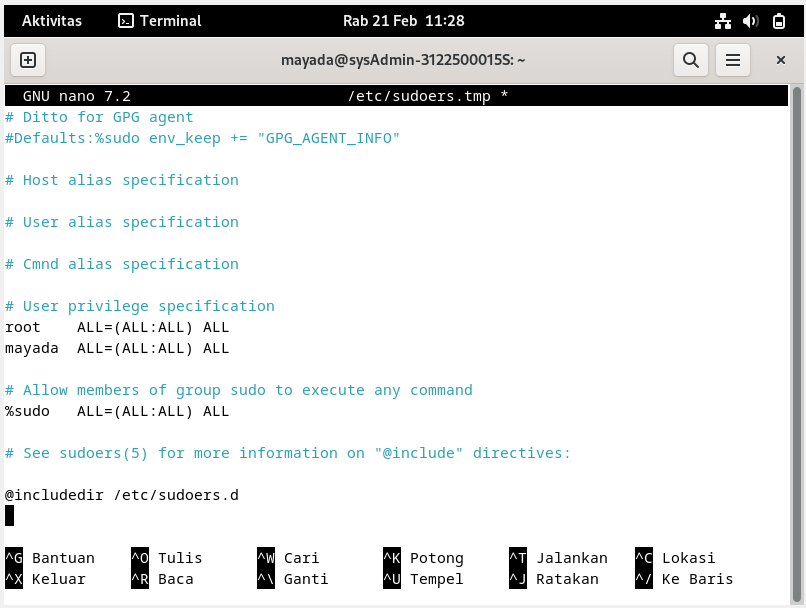 Aktivitas Terminal Rab 21 Feb 11:28
mayada@sysAdmin-3122500015S: ~
GNU nano 7.2 /etc/sudoers.tmp *
# Ditto for GPG agent
#Defaults:%sudo env_keep += "GPG_AGENT_INFO"
# Host alias specification
# User alias specification
# Cmnd alias specification
# User privilege specification
root ALL=(ALL:ALL) ALL
mayada ALL=(ALL:ALL) ALL
# Allow members of group sudo to execute any command
%sudo ALL=(ALL:ALL) ALL
# See sudoers(5) for more information on "@include" directives:
@includedir /etc/sudoers.d
^G Bantuan ^O Tulis ^W Cari ^K Potong ^T Jalankan ^C Lokasi
^X Keluar ^R Baca ^\ Ganti ^U Tempel ^J Ratakan ^/ Ke Baris